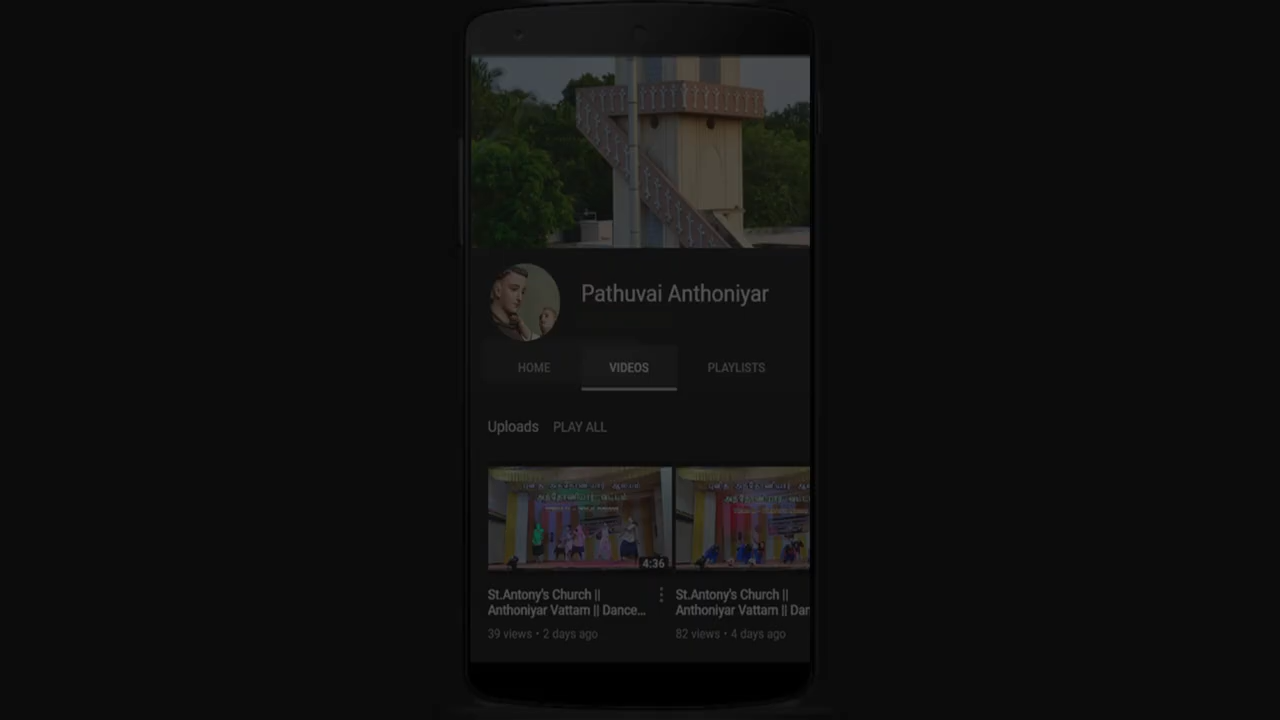 Pathuvai Anthoniyar
HOME VIDEOS PLAYLISTS
Uploads PLAY ALL
4:36
St.Antony's Church || 
Anthoniyar Vattam || Dance...
39 views • 2 days ago
St.Antony's Church ||
Anthoniyar Vattam || Dan
82 views • 4 days ago